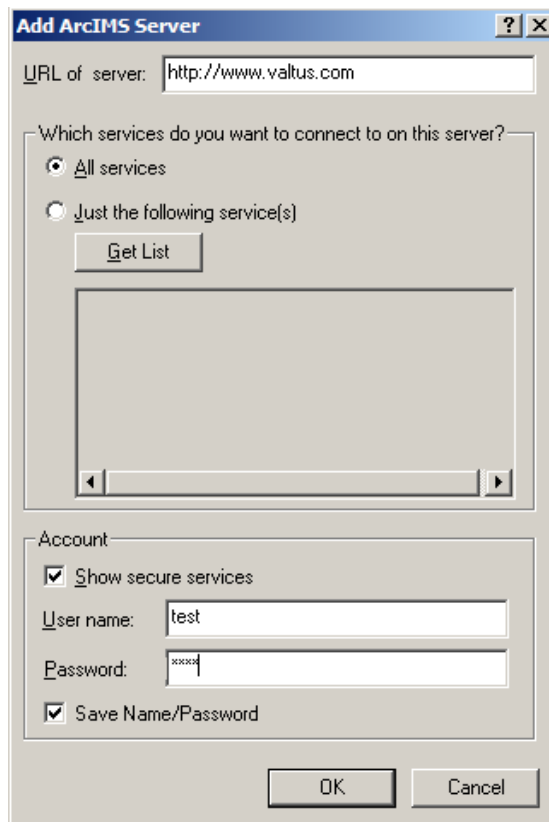 Add ArcIMS Server
URL of server: http://www.valtus.com
Which services do you want to connect to on this server?
All services
Just the following service(s)
Get List
Account
Show secure services
User name: test
Password: ****
Save Name/Password
OK Cancel